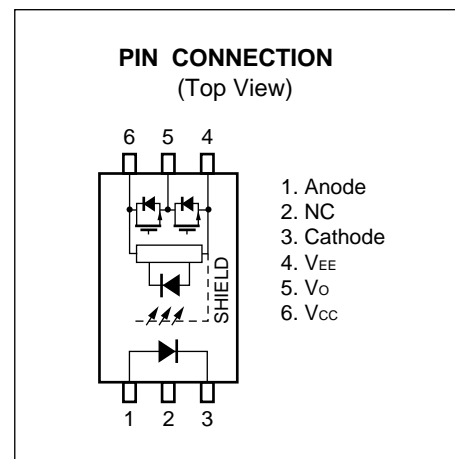 PIN CONNECTION
(Top View)
6 5 4
SHIELD
1 2 3
1. Anode
2. NC
3. Cathode
4. VEE
5. VO
6. VCC